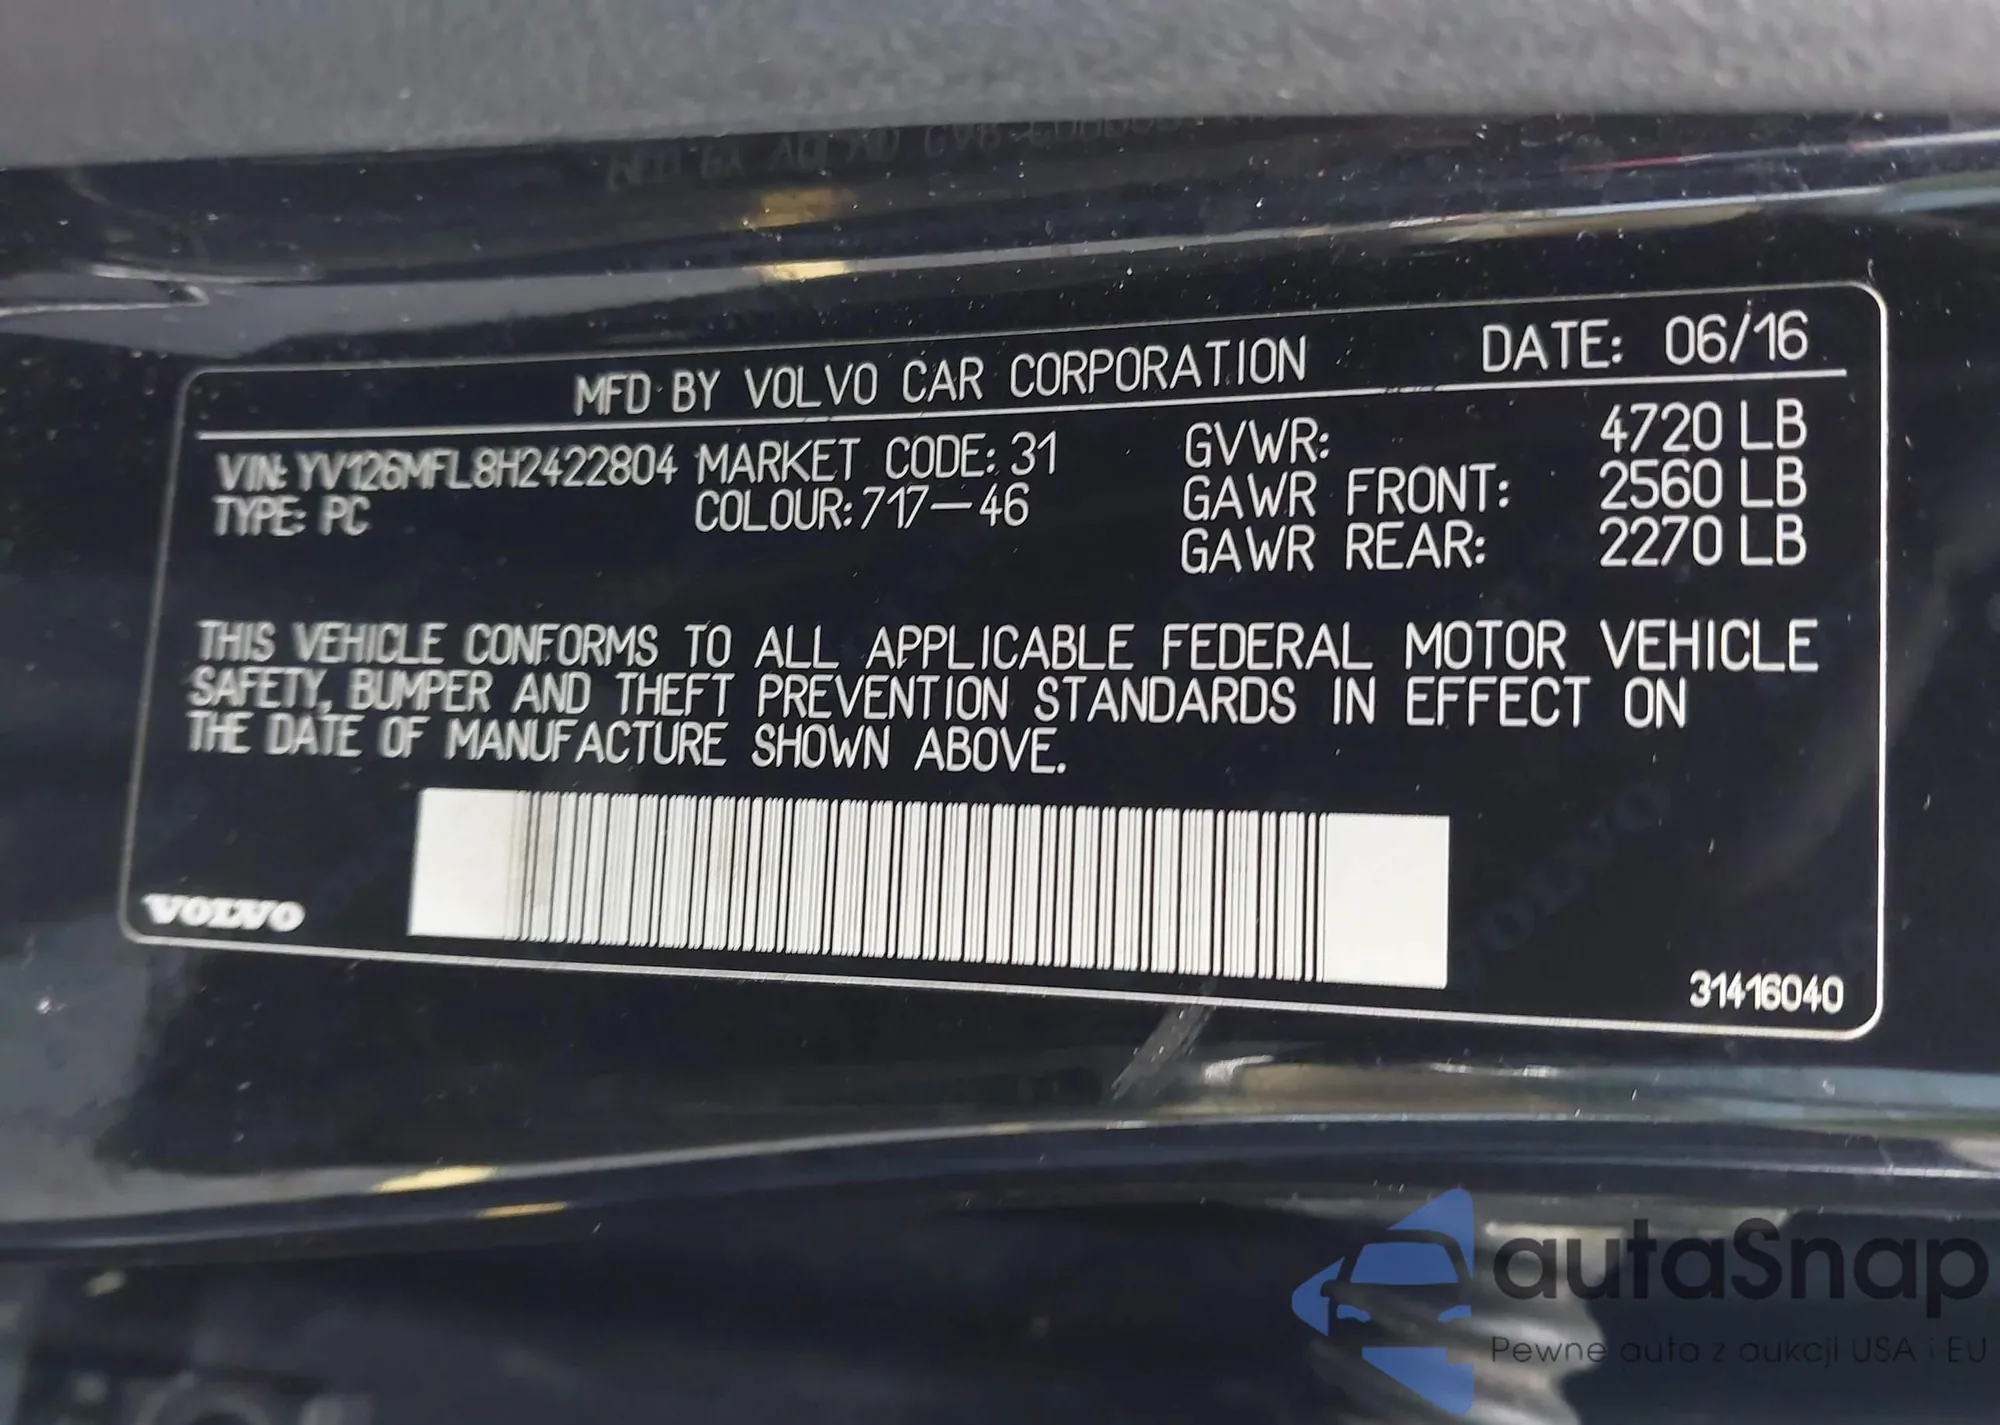 MFD BY VOLVO CAR CORPORATION DATE: 06/16
VIN: YV126MFL8H2422804 MARKET CODE: 31 GVWR: 4720 LB
TYPE: PC COLOUR: 717-46 GAWR FRONT: 2560 LB
GAWR REAR: 2270 LB
THIS VEHICLE CONFORMS TO ALL APPLICABLE FEDERAL MOTOR VEHICLE
SAFETY, BUMPER AND THEFT PREVENTION STANDARDS IN EFFECT ON
THE DATE OF MANUFACTURE SHOWN ABOVE.
VOLVO
31416040
autaSnap
Pewne auta z aukcji USA i EU